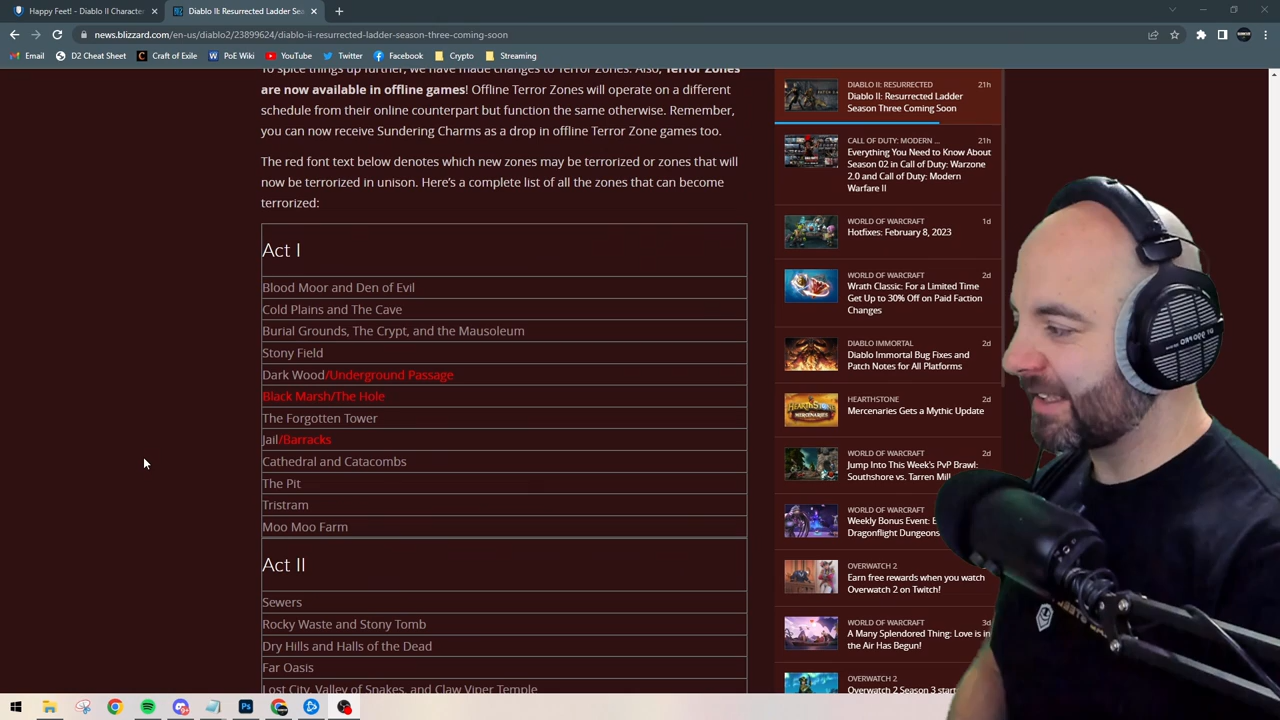 Happy Feet! - Diablo II Characte
Diablo II: Resurrected Ladder Sea
news.blizzard.com/en-us/diablo2/23899624/diablo-ii-resurrected-ladder-season-three-coming-soon
Email
D2 Cheat Sheet
Craft of Exile
PoE Wiki
YouTube
Twitter
Facebook
Crypto
Streaming
To spice things up further, we have made changes to Terror Zones. Also, Terror Zones
are now available in offline games! Offline Terror Zones will operate on a different
schedule from their online counterpart but function the same otherwise. Remember,
you can now receive Sundering Charms as a drop in offline Terror Zone games too.
The red font text below denotes which new zones may be terrorized or zones that will
now be terrorized in unison. Here's a complete list of all the zones that can become
terrorized:
Act I
Blood Moor and Den of Evil
Cold Plains and The Cave
Burial Grounds, The Crypt, and the Mausoleum
Stony Field
Dark Wood/Underground Passage
Black Marsh/The Hole
The Forgotten Tower
Jail/Barracks
Cathedral and Catacombs
The Pit
Tristram
Moo Moo Farm
Act II
Sewers
Rocky Waste and Stony Tomb
Dry Hills and Halls of the Dead
Far Oasis
Lost City, Valley of Snakes, and Claw Viper Temple
DIABLO II: RESURRECTED 21h
Diablo II: Resurrected Ladder
Season Three Coming Soon
CALL OF DUTY: MODERN ... 21h
Everything You Need to Know About
Season 02 in Call of Duty: Warzone
2.0 and Call of Duty: Modern
Warfare II
WORLD OF WARCRAFT 1d
Hotfixes: February 8, 2023
WORLD OF WARCRAFT 2d
Wrath Classic: For a Limited Time
Get Up to 30% Off on Paid Faction
Changes
DIABLO IMMORTAL 2d
Diablo Immortal Bug Fixes and
Patch Notes for All Platforms
HEARTHSTONE 2d
Mercenaries Gets a Mythic Update
WORLD OF WARCRAFT 2d
Jump Into This Week's PvP Brawl:
Southshore vs. Tarren Mill
WORLD OF WARCRAFT
Weekly Bonus Event:
Dragonflight Dungeons
OVERWATCH 2
Earn free rewards when you watch
Overwatch 2 on Twitch!
WORLD OF WARCRAFT 3d
A Many Splendored Thing: Love is in
the Air Has Begun!
OVERWATCH 2
Overwatch 2 Season 3 start
DT 990 PRO